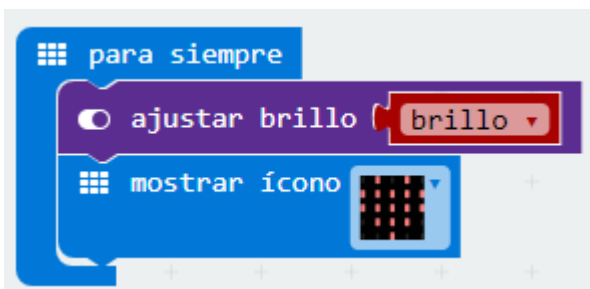 para siempre
ajustar brillo brillo
mostrar ícono